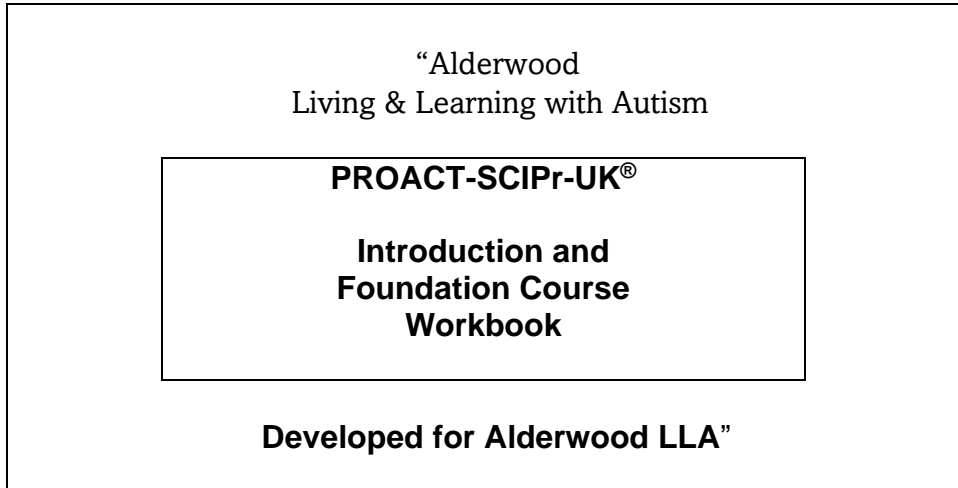 “Alderwood
Living & Learning with Autism
PROACT-SCIPr-UK®
Introduction and
Foundation Course
Workbook
Developed for Alderwood LLA”